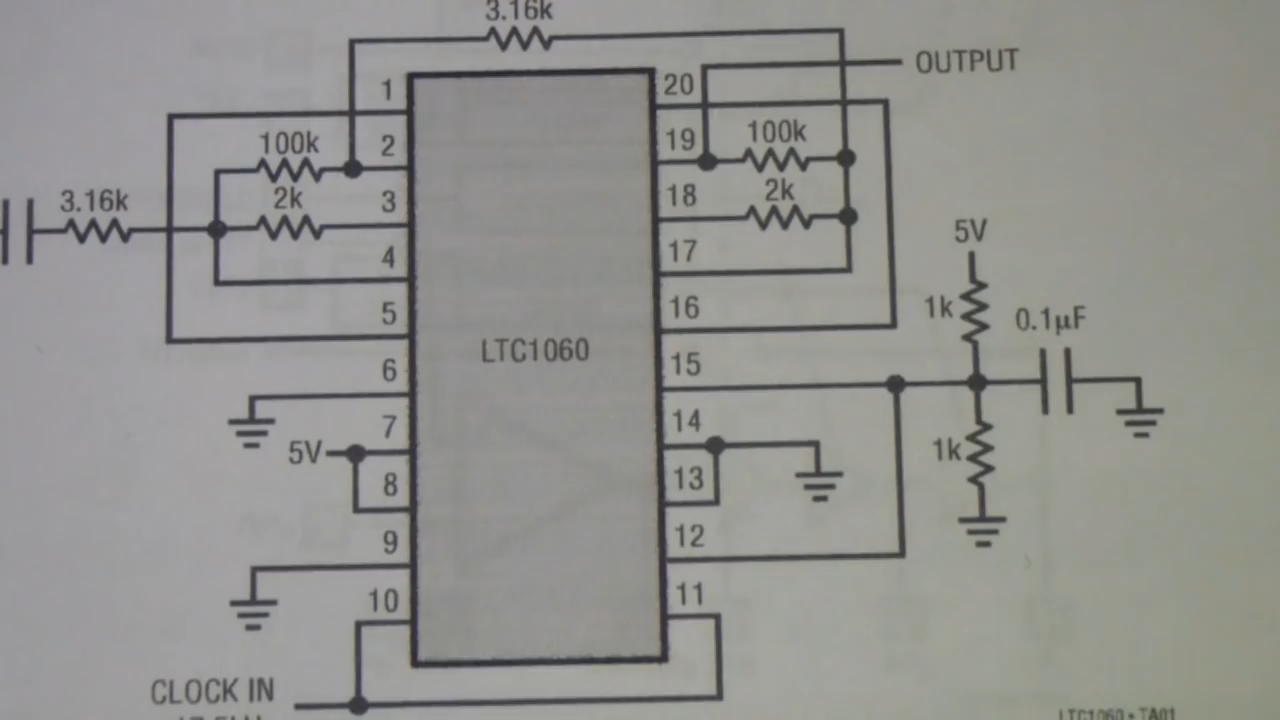 3.16k
OUTPUT
1
20
100k
2
19
100k
3.16k
2k
3
18
2k
4
17
5V
5
16
1k
0.1µF
LTC1060
6
15
7
14
5V
1k
8
13
9
12
10
11
CLOCK IN
LTC1060 • TA01